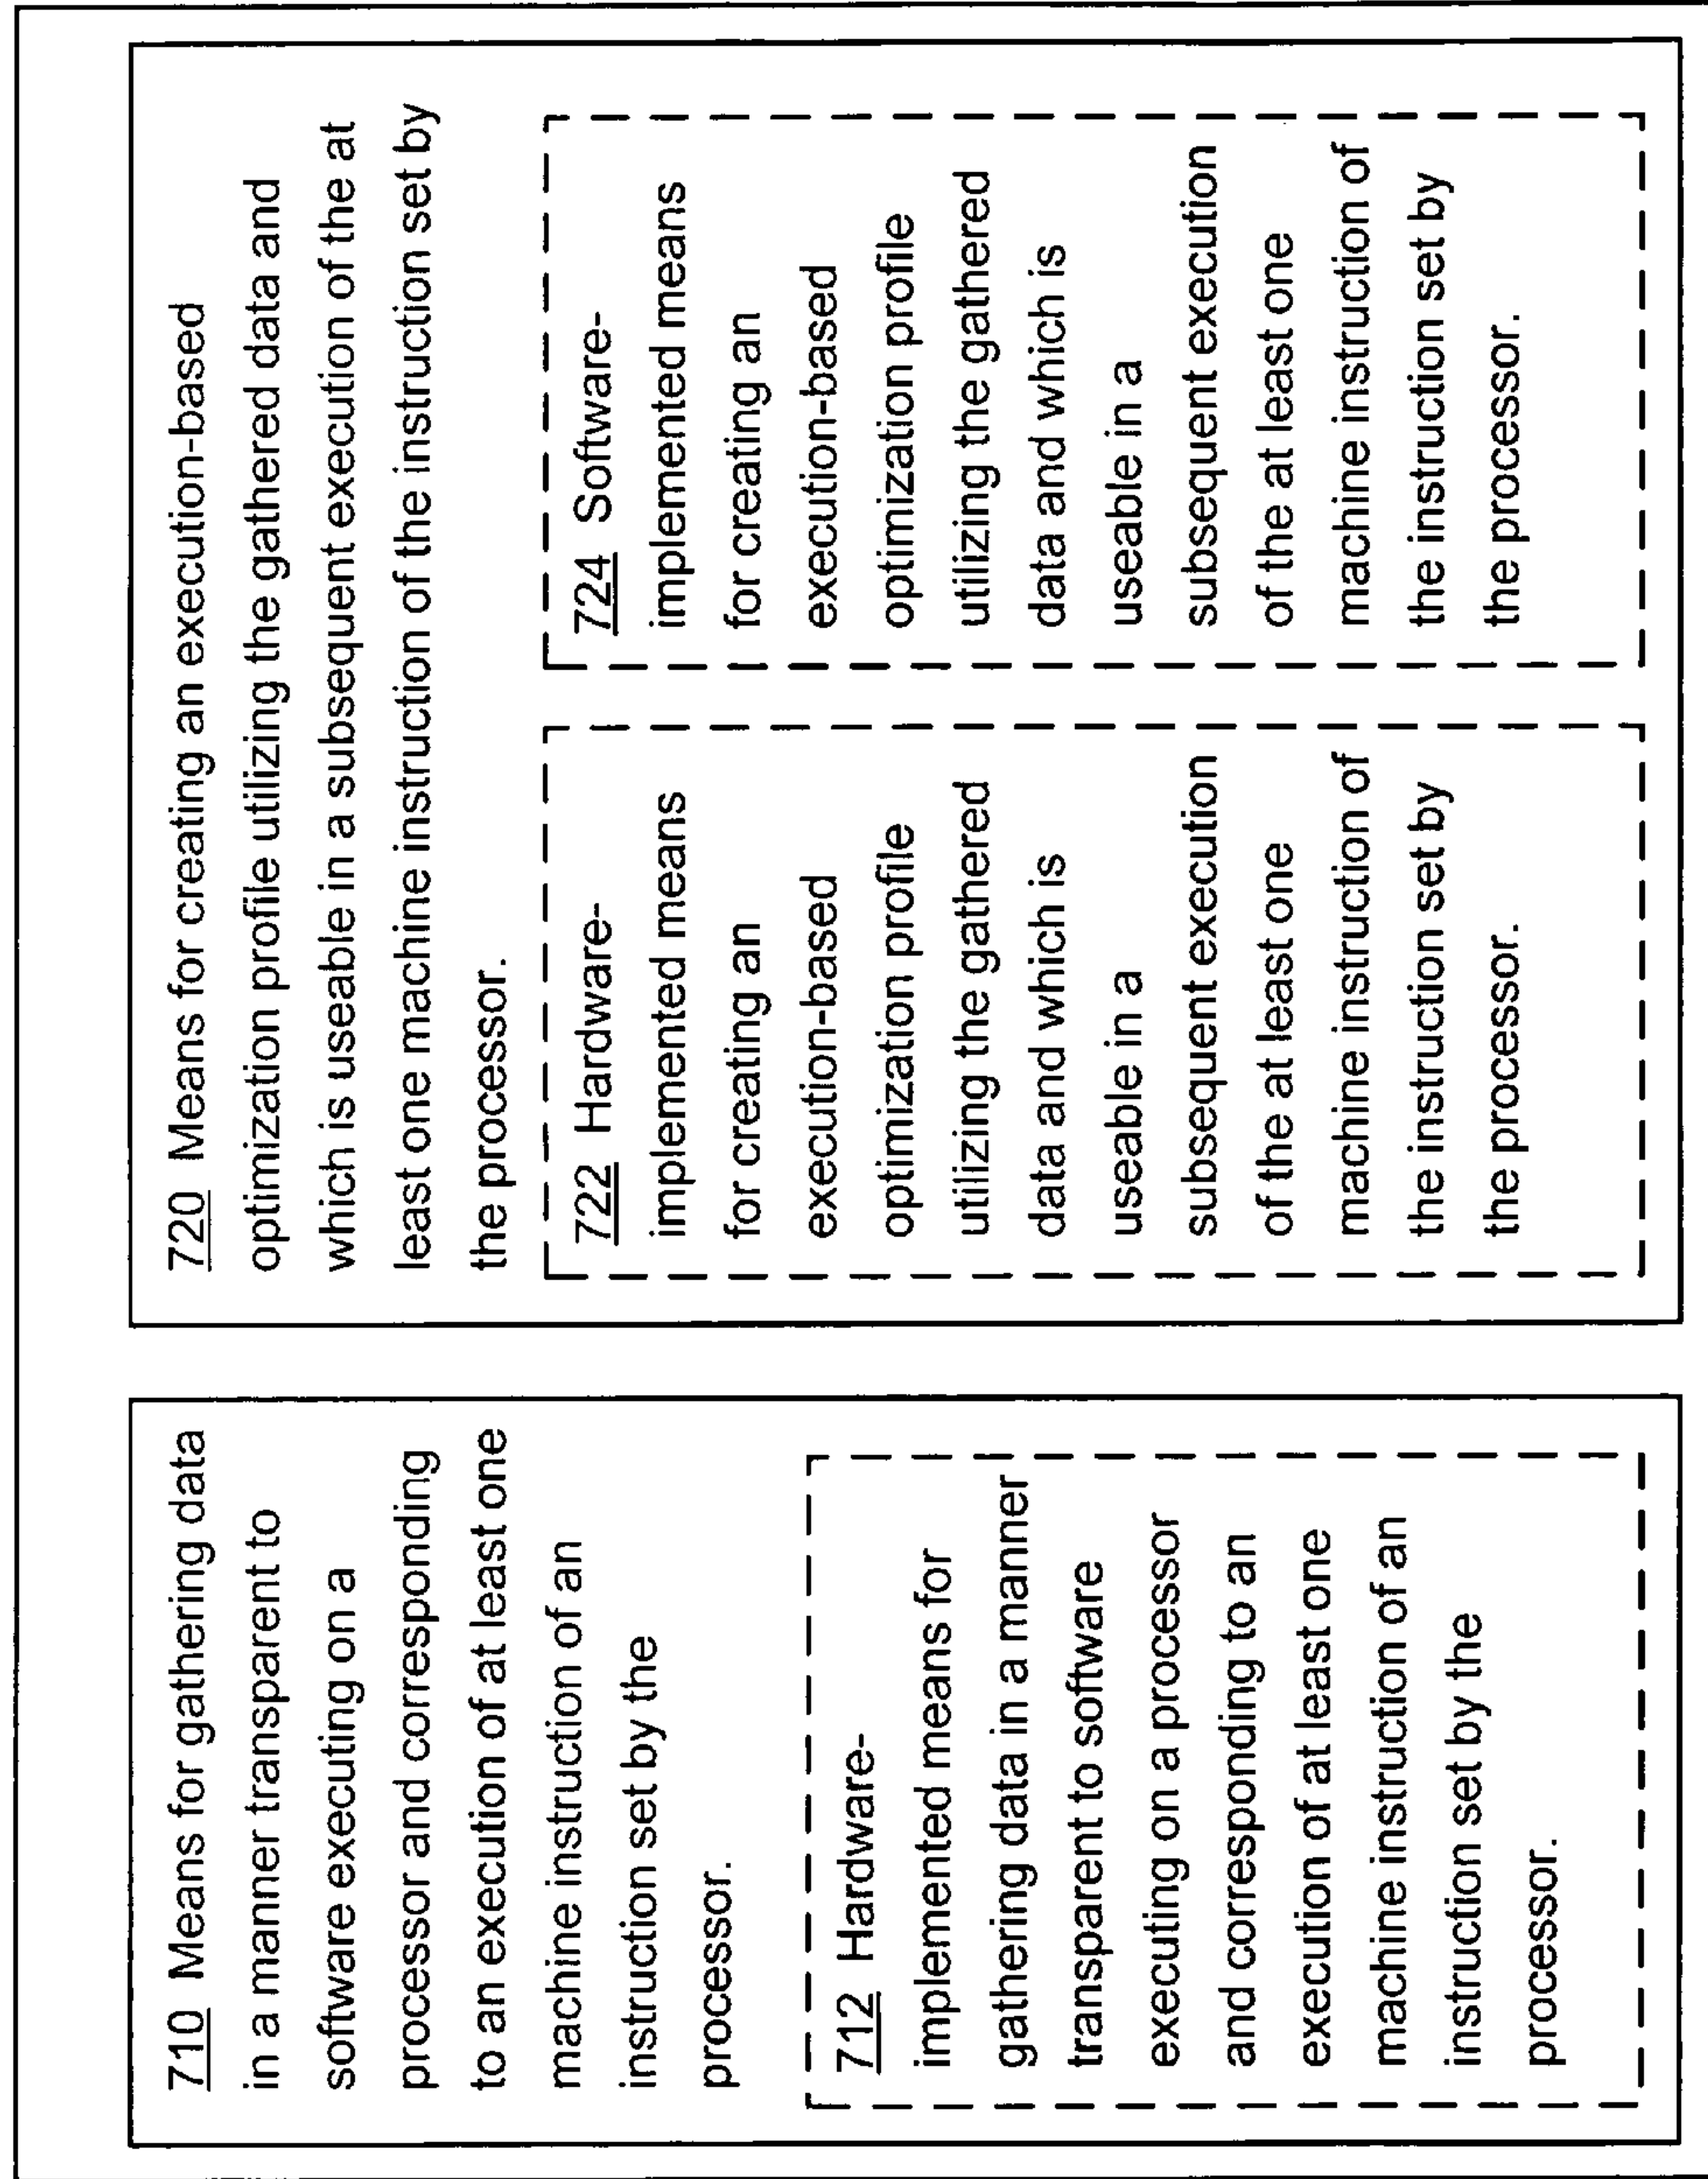 710 Means for gathering data
in a manner transparent to
software executing on a
processor and corresponding
to an execution of at least one
machine instruction of an
instruction set by the
processor.
712 Hardware-
implemented means for
gathering data in a manner
transparent to software
executing on a processor
and corresponding to an
execution of at least one
machine instruction of an
instruction set by the
processor.
720 Means for creating an execution-based
optimization profile utilizing the gathered data and
which is useable in a subsequent execution of the at
least one machine instruction of the instruction set by
the processor.
722 Hardware-
implemented means
for creating an
execution-based
optimization profile
utilizing the gathered
data and which is
useable in a
subsequent execution
of the at least one
machine instruction of
the instruction set by
the processor.
724 Software-
implemented means
for creating an
execution-based
optimization profile
utilizing the gathered
data and which is
useable in a
subsequent execution
of the at least one
machine instruction of
the instruction set by
the processor.